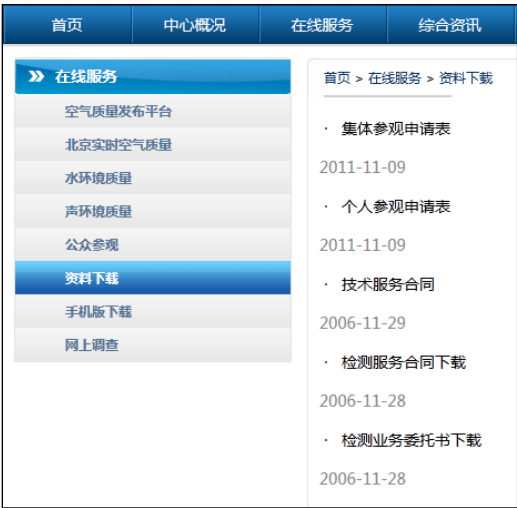 首页 中心概况 在线服务 综合资讯
在线服务
空气质量发布平台
北京实时空气质量
水环境质量
声环境质量
公众参观
资料下载
手机版下载
网上调查
首页 > 在线服务 > 资料下载
· 集体参观申请表
2011-11-09
· 个人参观申请表
2011-11-09
· 技术服务合同
2006-11-29
· 检测服务合同下载
2006-11-28
· 检测业务委托书下载
2006-11-28